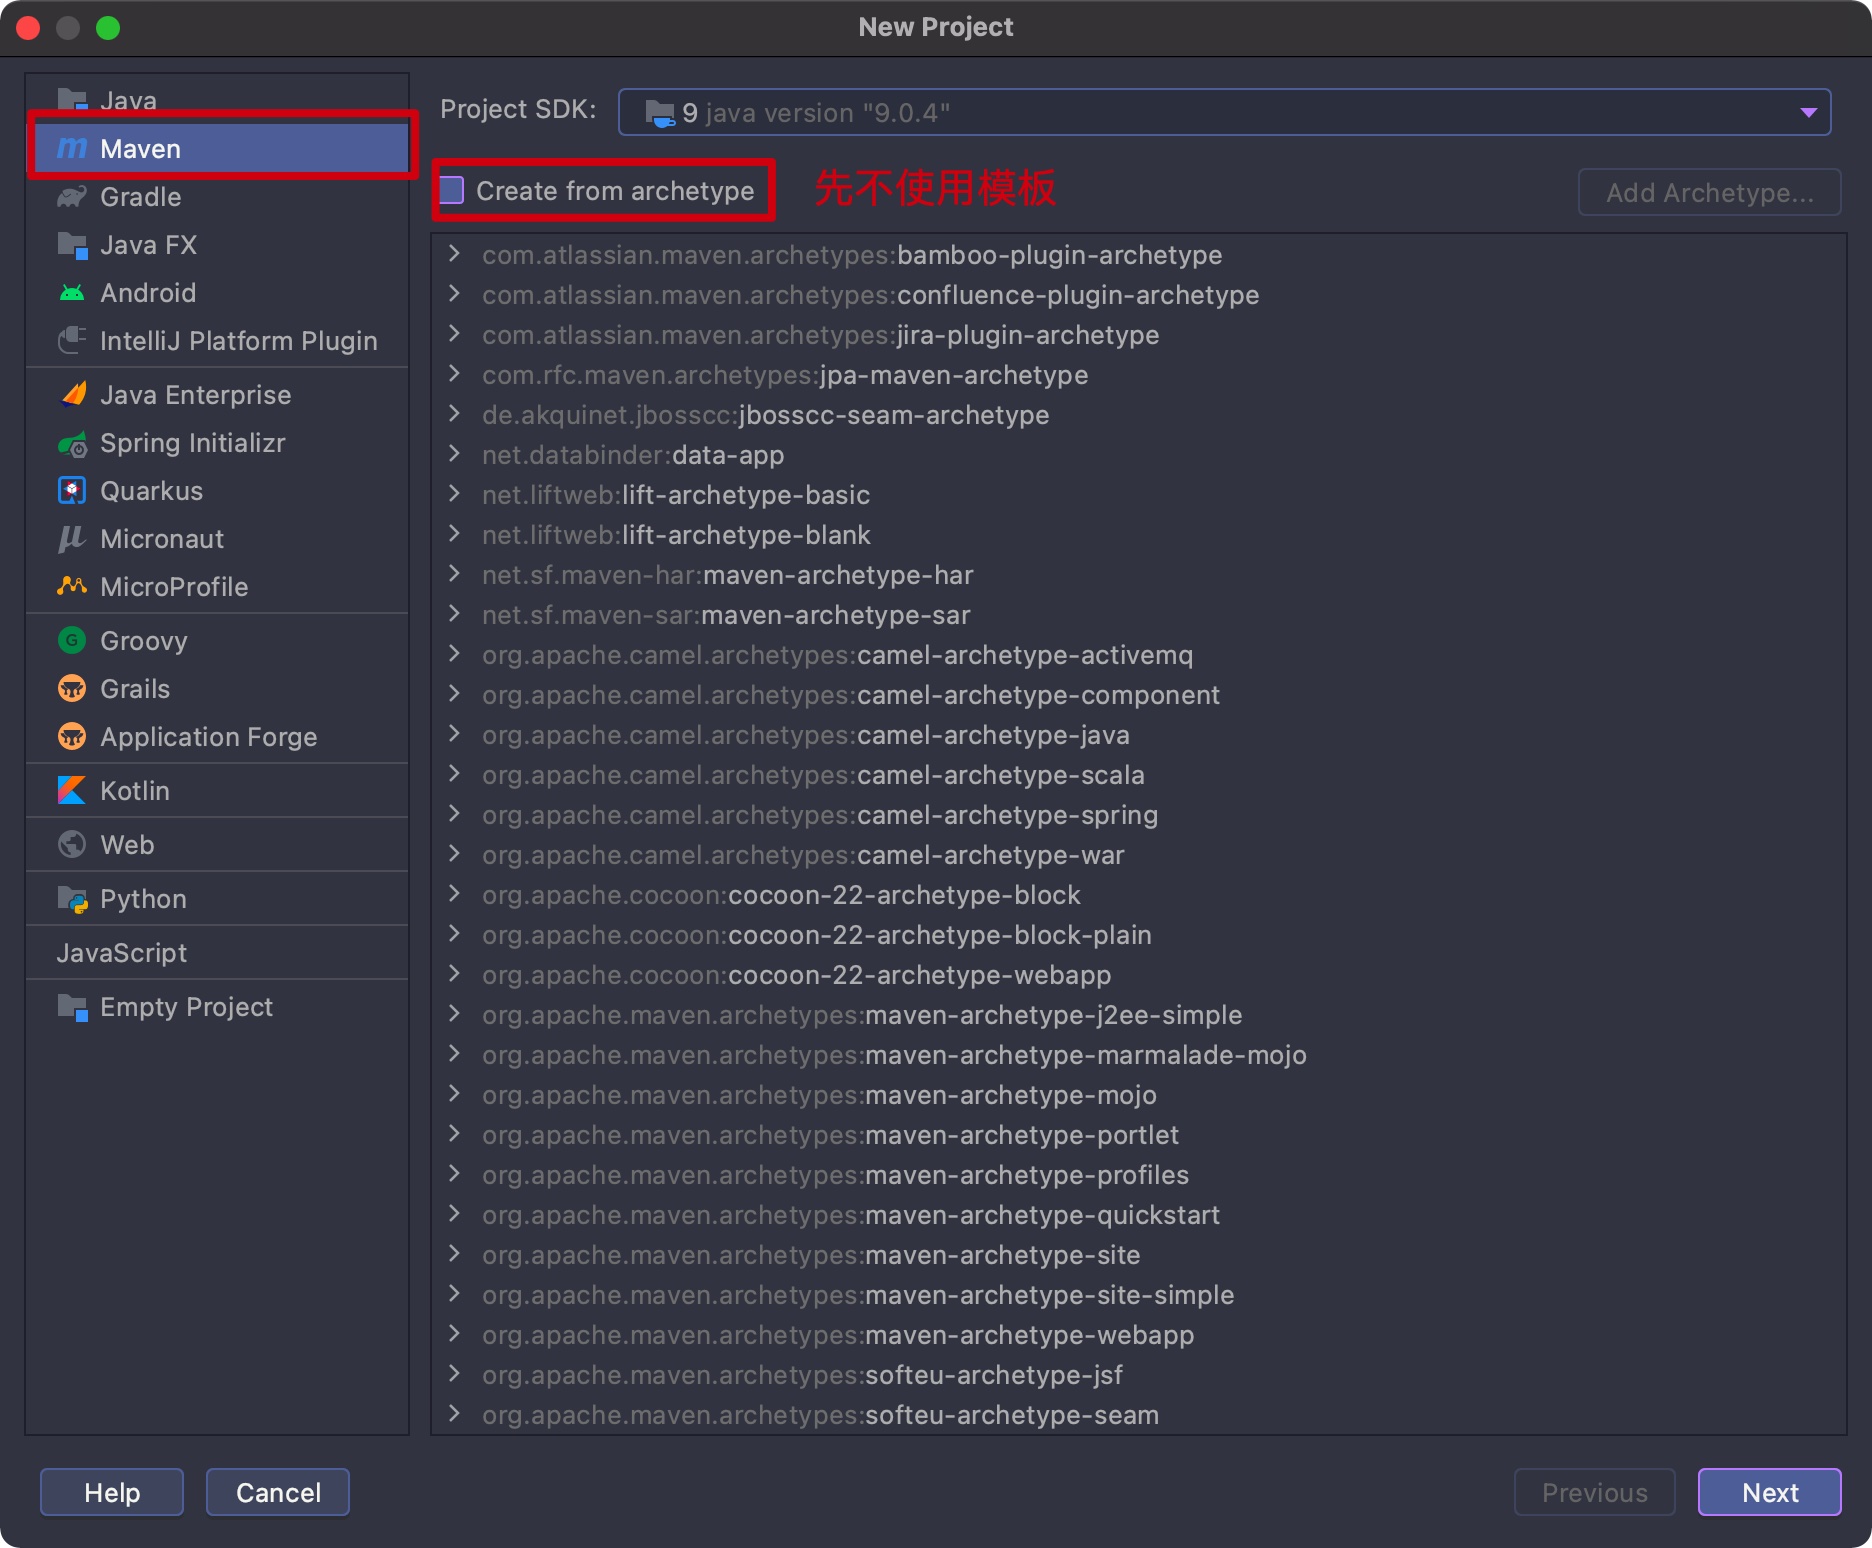 New Project
Java
Maven
Gradle
Java FX
Android
IntelliJ Platform Plugin
Java Enterprise
Spring Initializr
Quarkus
Micronaut
MicroProfile
Groovy
Grails
Application Forge
Kotlin
Web
Python
JavaScript
Empty Project
Project SDK: 9 java version "9.0.4"
Create from archetype 先不使用模板 Add Archetype...
com.atlassian.maven.archetypes:bamboo-plugin-archetype
com.atlassian.maven.archetypes:confluence-plugin-archetype
com.atlassian.maven.archetypes:jira-plugin-archetype
com.rfc.maven.archetypes:jpa-maven-archetype
de.akquinet.jbosscc:jbosscc-seam-archetype
net.databinder:data-app
net.liftweb:lift-archetype-basic
net.liftweb:lift-archetype-blank
net.sf.maven-har:maven-archetype-har
net.sf.maven-sar:maven-archetype-sar
org.apache.camel.archetypes:camel-archetype-activemq
org.apache.camel.archetypes:camel-archetype-component
org.apache.camel.archetypes:camel-archetype-java
org.apache.camel.archetypes:camel-archetype-scala
org.apache.camel.archetypes:camel-archetype-spring
org.apache.camel.archetypes:camel-archetype-war
org.apache.cocoon:cocoon-22-archetype-block
org.apache.cocoon:cocoon-22-archetype-block-plain
org.apache.cocoon:cocoon-22-archetype-webapp
org.apache.maven.archetypes:maven-archetype-j2ee-simple
org.apache.maven.archetypes:maven-archetype-marmalade-mojo
org.apache.maven.archetypes:maven-archetype-mojo
org.apache.maven.archetypes:maven-archetype-portlet
org.apache.maven.archetypes:maven-archetype-profiles
org.apache.maven.archetypes:maven-archetype-quickstart
org.apache.maven.archetypes:maven-archetype-site
org.apache.maven.archetypes:maven-archetype-site-simple
org.apache.maven.archetypes:maven-archetype-webapp
org.apache.maven.archetypes:softeu-archetype-jsf
org.apache.maven.archetypes:softeu-archetype-seam
Help Cancel Previous Next